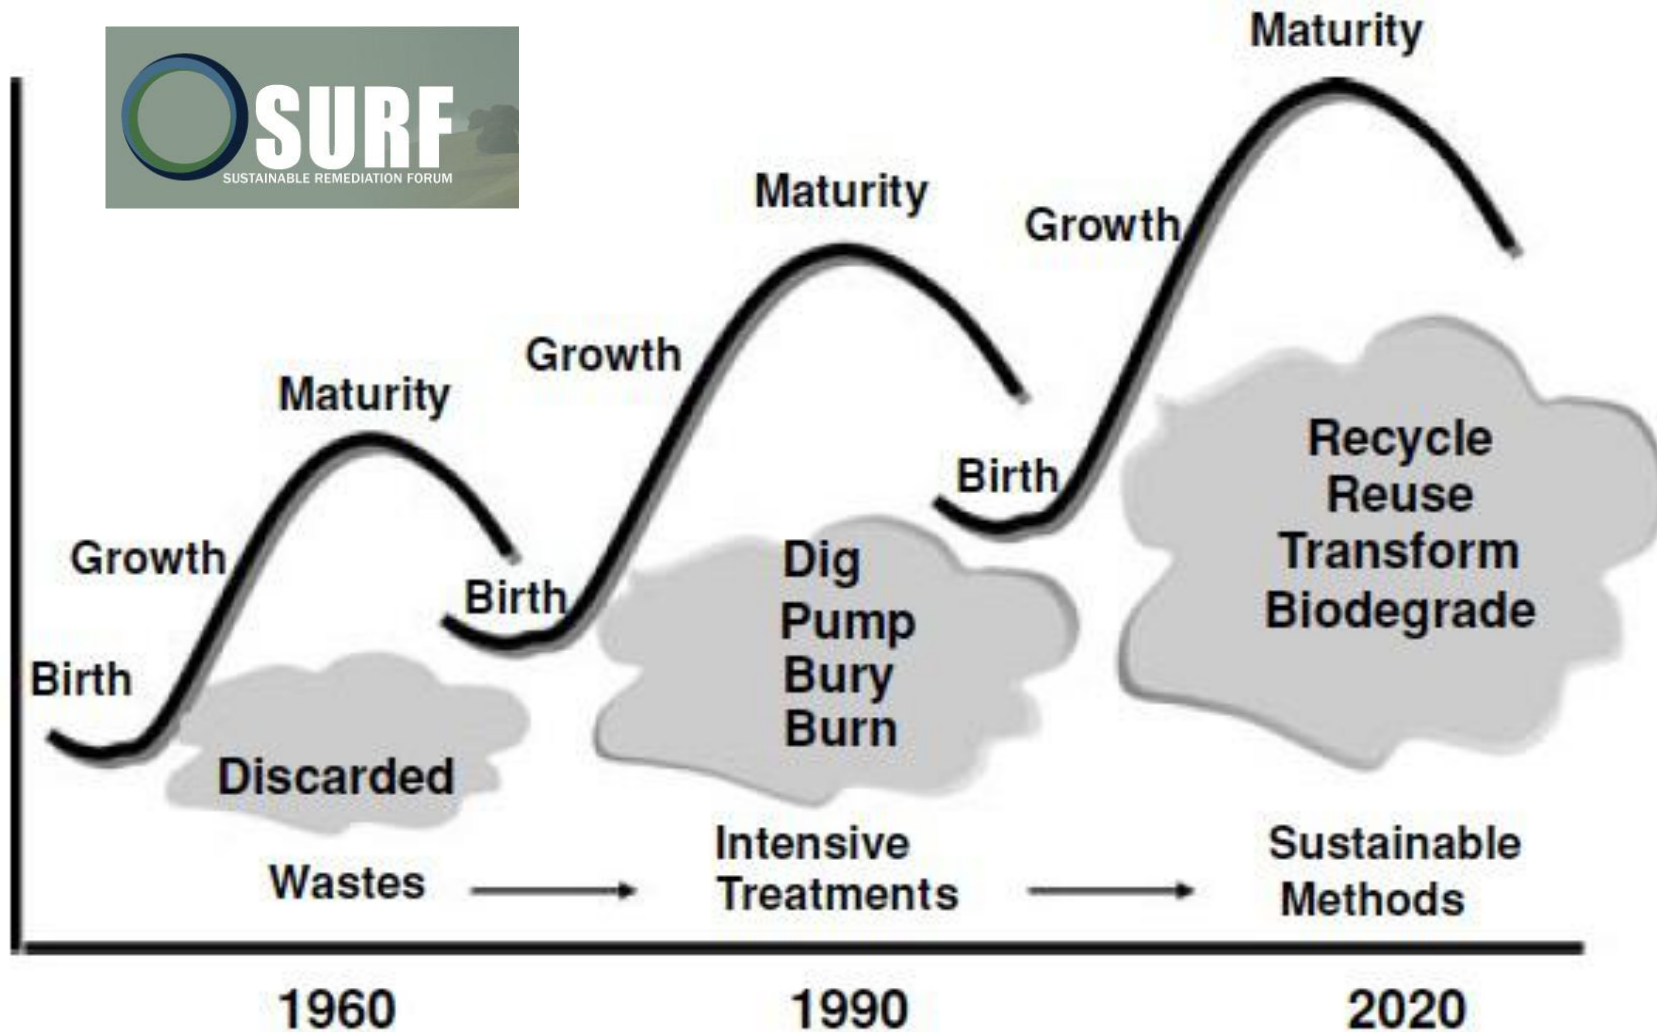 SURF
SUSTAINABLE REMEDIATION FORUM
Birth
Growth
Maturity
Birth
Growth
Maturity
Birth
Growth
Maturity
Discarded
Dig
Pump
Bury
Burn
Recycle
Reuse
Transform
Biodegrade
Wastes
Intensive
Treatments
Sustainable
Methods
1960
1990
2020